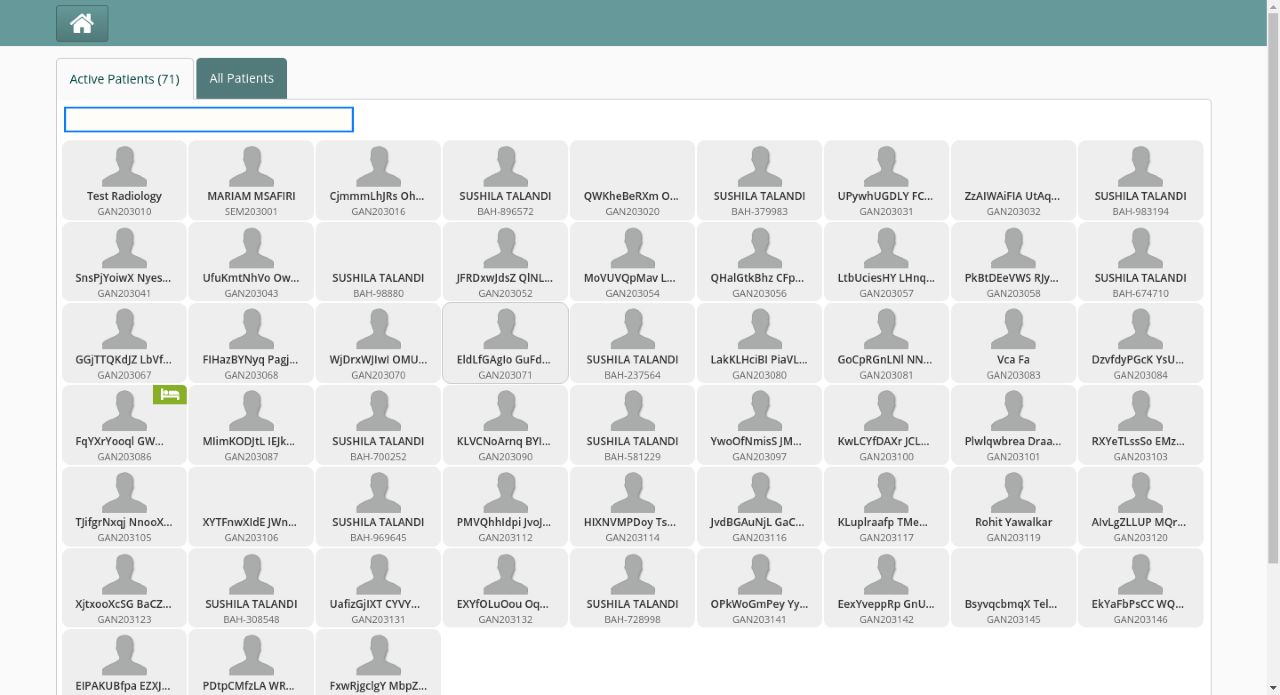 Active Patients (71)
All Patients
Test Radiology
GAN203010
MARIAM MSAFIRI
SEM203001
CjmmmLhJRs Oh...
GAN203016
SUSHILA TALANDI
BAH-896572
QWKheBeRXm O...
GAN203020
SUSHILA TALANDI
BAH-379983
UPywhUGDLY FC...
GAN203031
ZzAIWAiFIA UtAq...
GAN203032
SUSHILA TALANDI
BAH-983194
SnsPjYoiwX Nyes...
GAN203041
UfuKmtNhVo Ow...
GAN203043
SUSHILA TALANDI
BAH-98880
JFRDxwJdsZ QlNL...
GAN203052
MoVUVQpMav L...
GAN203054
QHalGtkBhz CFp...
GAN203056
LtbUciesHY LHnq...
GAN203057
PkBtDEeVWS RJy...
GAN203058
SUSHILA TALANDI
BAH-674710
GGjTTQKdJZ LbVf...
GAN203067
FIHazBYNyq Pagj...
GAN203068
WjDrxWJIwI OMU...
GAN203070
EldLfGAgIo GuFd...
GAN203071
SUSHILA TALANDI
BAH-237564
LakKLHciBI PiaVL...
GAN203080
GoCpRGnLNl NN...
GAN203081
Vca Fa
GAN203083
DzvfdyPGcK YsU...
GAN203084
FqYXrYooql GW...
GAN203086
MIimKODJtL IEJk...
GAN203087
SUSHILA TALANDI
BAH-700252
KLVCNoArnq BYI...
GAN203090
SUSHILA TALANDI
BAH-581229
YwoOfNmisS JM...
GAN203097
KwLCYfDAXr JCL...
GAN203100
Plwlqwbrea Draa...
GAN203101
RXYeTLssSo EMz...
GAN203103
TJifgrNxqj NnooX...
GAN203105
XYTFnwXIdE JWn...
GAN203106
SUSHILA TALANDI
BAH-969645
PMVQhhIdpi JvoJ...
GAN203112
HIXNVMPDoy Ts...
GAN203114
JvdBGAuNjL GaC...
GAN203116
KLuplraafp TMe...
GAN203117
Rohit Yawalkar
GAN203119
AIvLgZLLUP MQr...
GAN203120
XjtxooXcSG BaCZ...
GAN203123
SUSHILA TALANDI
BAH-308548
UafizGjIXT CYVY...
GAN203131
EXYfOLuOou Oq...
GAN203132
SUSHILA TALANDI
BAH-728998
OPkWoGmPey Yy...
GAN203141
EexYveppRp GnU...
GAN203142
BsyvqcbmqX Tel...
GAN203145
EkYaFbPsCC WQ...
GAN203146
EIPAKUBfpa EZXJ...
PDtpCMfzLA WR...
FxwRjgclgY MbpZ...